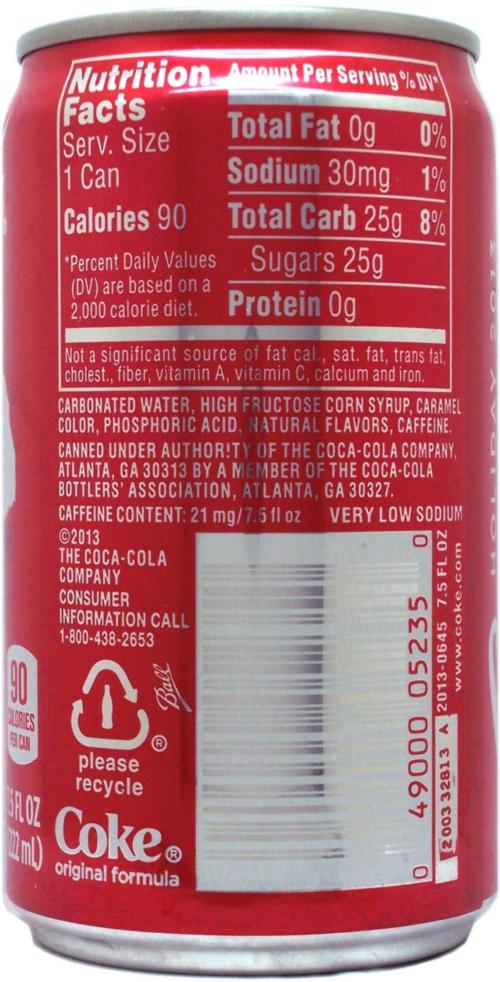 Nutrition
Facts
Serv. Size
1 Can
Calories 90
*Percent Daily Values
(DV) are based on a
2,000 calorie diet.
Amount Per Serving % DV*
Total Fat 0g 0%
Sodium 30mg 1%
Total Carb 25g 8%
Sugars 25g
Protein 0g
Not a significant source of fat cal., sat. fat, trans fat,
cholest., fiber, vitamin A, vitamin C, calcium and iron.
CARBONATED WATER, HIGH FRUCTOSE CORN SYRUP, CARAMEL
COLOR, PHOSPHORIC ACID, NATURAL FLAVORS, CAFFEINE.
CANNED UNDER AUTHORITY OF THE COCA-COLA COMPANY,
ATLANTA, GA 30313 BY A MEMBER OF THE COCA-COLA
BOTTLERS' ASSOCIATION, ATLANTA, GA 30327.
CAFFEINE CONTENT: 21 mg/7.5 fl oz VERY LOW SODIUM
©2013
THE COCA-COLA
COMPANY
CONSUMER
INFORMATION CALL
1-800-438-2653
Ball
®
please
recycle
Coke®
original formula
90
CALORIES
PER CAN
FL OZ
mL)
0 49000 05235 0
2 003 32813 A 2013-0645 7.5 FL OZ
www.coke.com